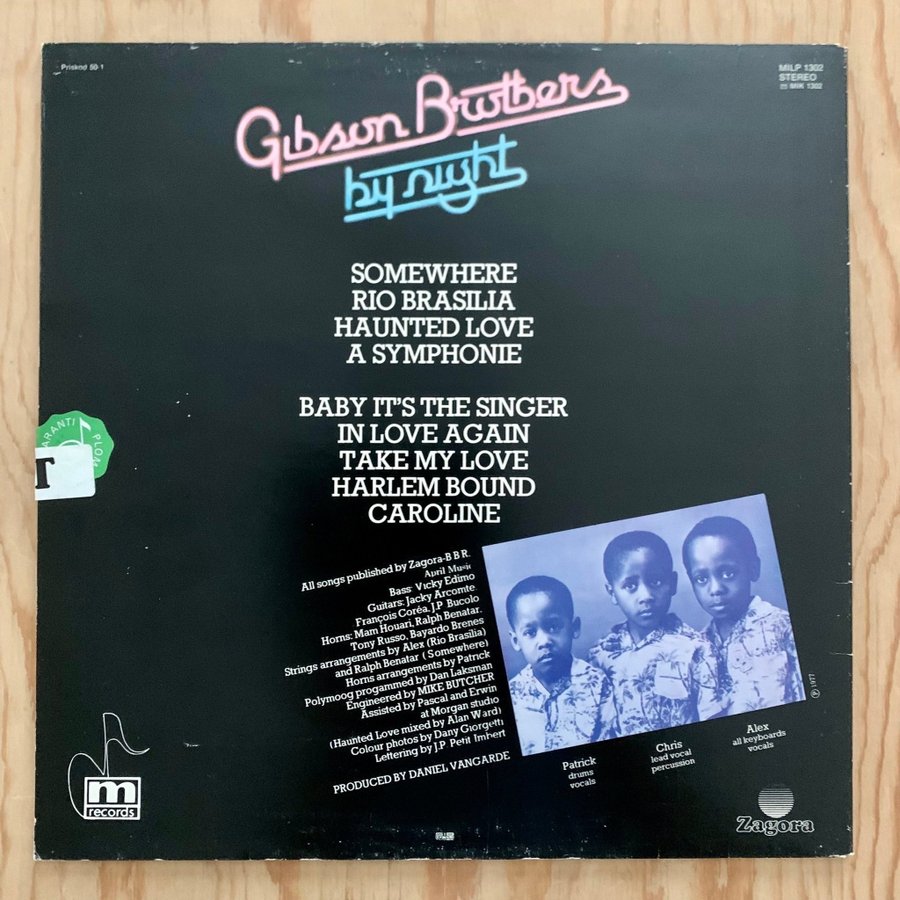 Priskod 50-1
MILP 1302
STEREO
MIK 1302
Gibson Brothers
by night
SOMEWHERE
RIO BRASILIA
HAUNTED LOVE
A SYMPHONIE
BABY IT'S THE SINGER
IN LOVE AGAIN
TAKE MY LOVE
HARLEM BOUND
CAROLINE
ARANTI PLOM
T
All songs published by Zagora-B B R.
April Music
Bass: Vicky Edimo
Guitars: Jacky Arcomte
François Coréa, J.P Bucolo
Horns: Mam Houari, Ralph Benatar.
Tony Russo, Bayardo Brenes
Strings arrangements by Alex (Rio Brasilia)
and Ralph Benatar (Somewhere)
Horns arrangements by Patrick
Polymoog progammed by Dan Laksman
Engineered by MIKE BUTCHER
Assisted by Pascal and Erwin
at Morgan studio
(Haunted Love mixed by Alan Ward)
Colour photos by Dany Giorgetti
Lettering by J.P Petit Imbert
PRODUCED BY DANIEL VANGARDE
℗ 1977
Patrick
drums
vocals
Chris
lead vocal
percussion
Alex
all keyboards
vocals
m
records
Zagora